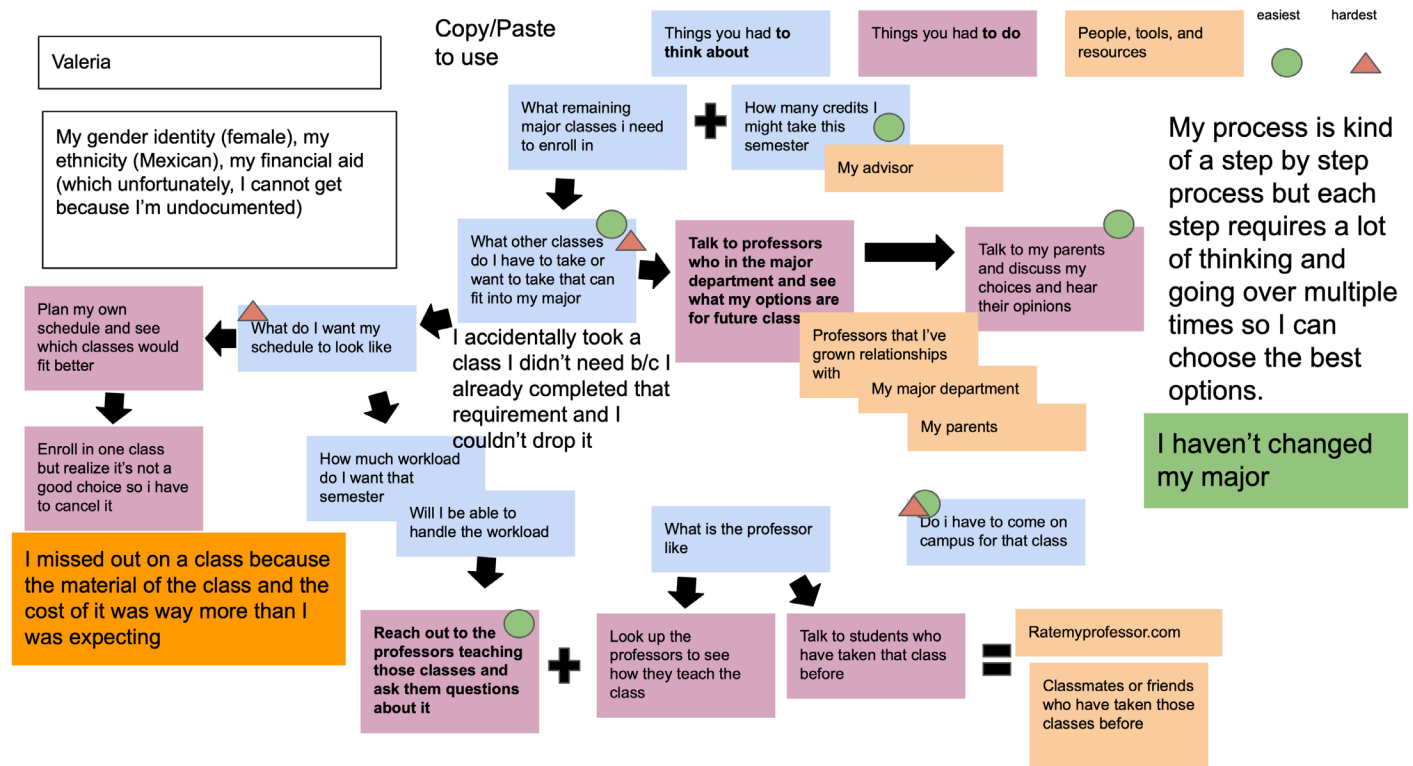 Copy/Paste
to use
Things you had to
think about
Things you had to do
People, tools, and
resources
easiest
hardest
Valeria
My gender identity (female), my
ethnicity (Mexican), my financial aid
(which unfortunately, I cannot get
because I'm undocumented)
What remaining
major classes i need
to enroll in
How many credits I
might take this
semester
My advisor
My process is kind
of a step by step
process but each
step requires a lot
of thinking and
going over multiple
times so I can
choose the best
options.
What other classes
do I have to take or
want to take that can
fit into my major
Talk to professors
who in the major
department and see
what my options are
for future class
Talk to my parents
and discuss my
choices and hear
their opinions
Plan my own
schedule and see
which classes would
fit better
What do I want my
schedule to look like
I accidentally took a
class I didn't need b/c I
already completed that
requirement and I
couldn't drop it
Professors that I've
grown relationships
with
My major department
My parents
I haven't changed
my major
Enroll in one class
but realize it's not a
good choice so i have
to cancel it
How much workload
do I want that
semester
Will I be able to
handle the workload
What is the professor
like
Do i have to come on
campus for that class
I missed out on a class because
the material of the class and the
cost of it was way more than I
was expecting
Reach out to the
professors teaching
those classes and
ask them questions
about it
Look up the
professors to see
how they teach the
class
Talk to students who
have taken that class
before
Ratemyprofessor.com
Classmates or friends
who have taken those
classes before